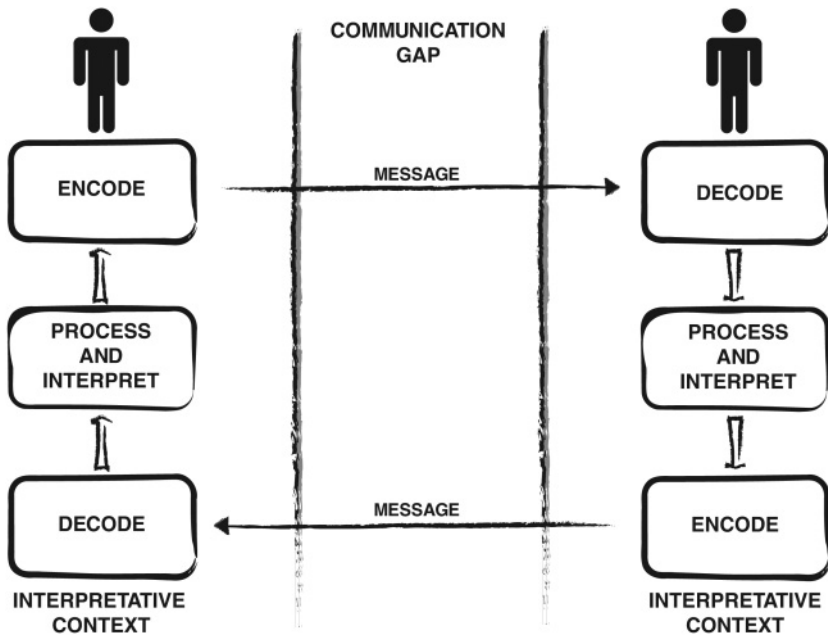 COMMUNICATION
GAP
ENCODE
MESSAGE
DECODE
PROCESS
AND
INTERPRET
PROCESS
AND
INTERPRET
DECODE
MESSAGE
ENCODE
INTERPRETATIVE
CONTEXT
INTERPRETATIVE
CONTEXT